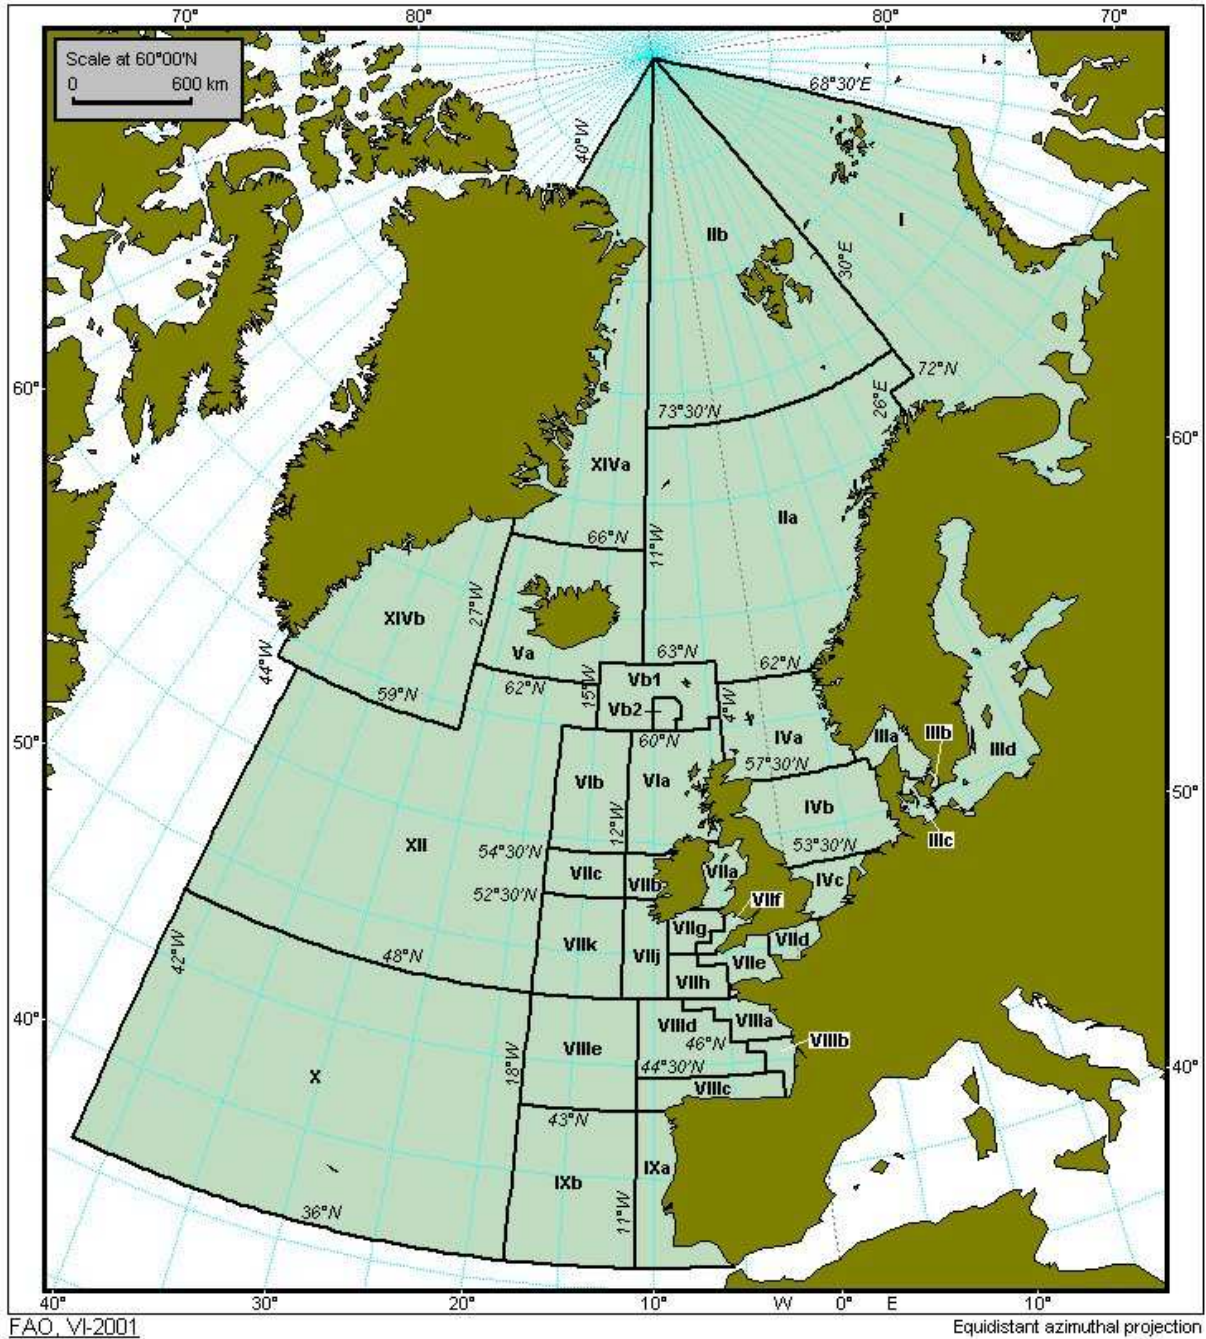 70° 80° 80° 70°
Scale at 60°00'N
0 600 km
68°30'E
40°W
I
IIb
30°E
60°
72°N
26°E
73°30'N
60°
XIVa
IIa
66°N
11°W
27°W
XIVb
Va
63°N
62°N
44°W
Vb1
15°W
62°N
59°N
Vb2
4°W
IIIb
IVa
IIIa
IIId
50°
60°N
57°30'N
VIb
VIa
50°
IVb
12°W
IIIc
XII
54°30'N
53°30'N
VIIc
VIIa
IVc
VIIb
52°30'N
VIIf
VIIg
VIId
42°W
48°N
VIIk
VIIj
VIIe
VIIh
40°
VIIId
VIIIa
VIIIb
46°N
VIIIe
18°W
44°30'N
40°
X
VIIIc
43°N
IXa
IXb
36°N
11°W
40° 30° 20° 10° W 0° E 10°
FAO, VI-2001
Equidistant azimuthal projection